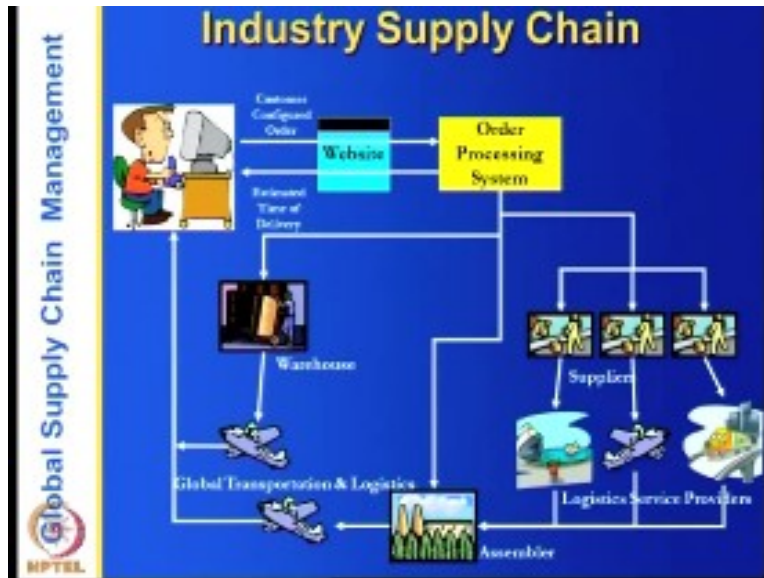 Industry Supply Chain
Global Supply Chain Management
Customer
Configured
Order
Website
Order
Processing
System
Estimated
Time of
Delivery
Warehouse
Suppliers
Global Transportation & Logistics
Logistics Service Providers
Assembler
NPTEL